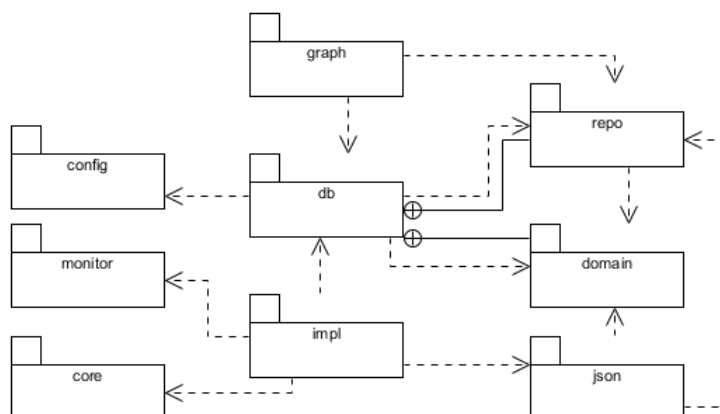 graph
repo
config
db
monitor
domain
impl
core
json